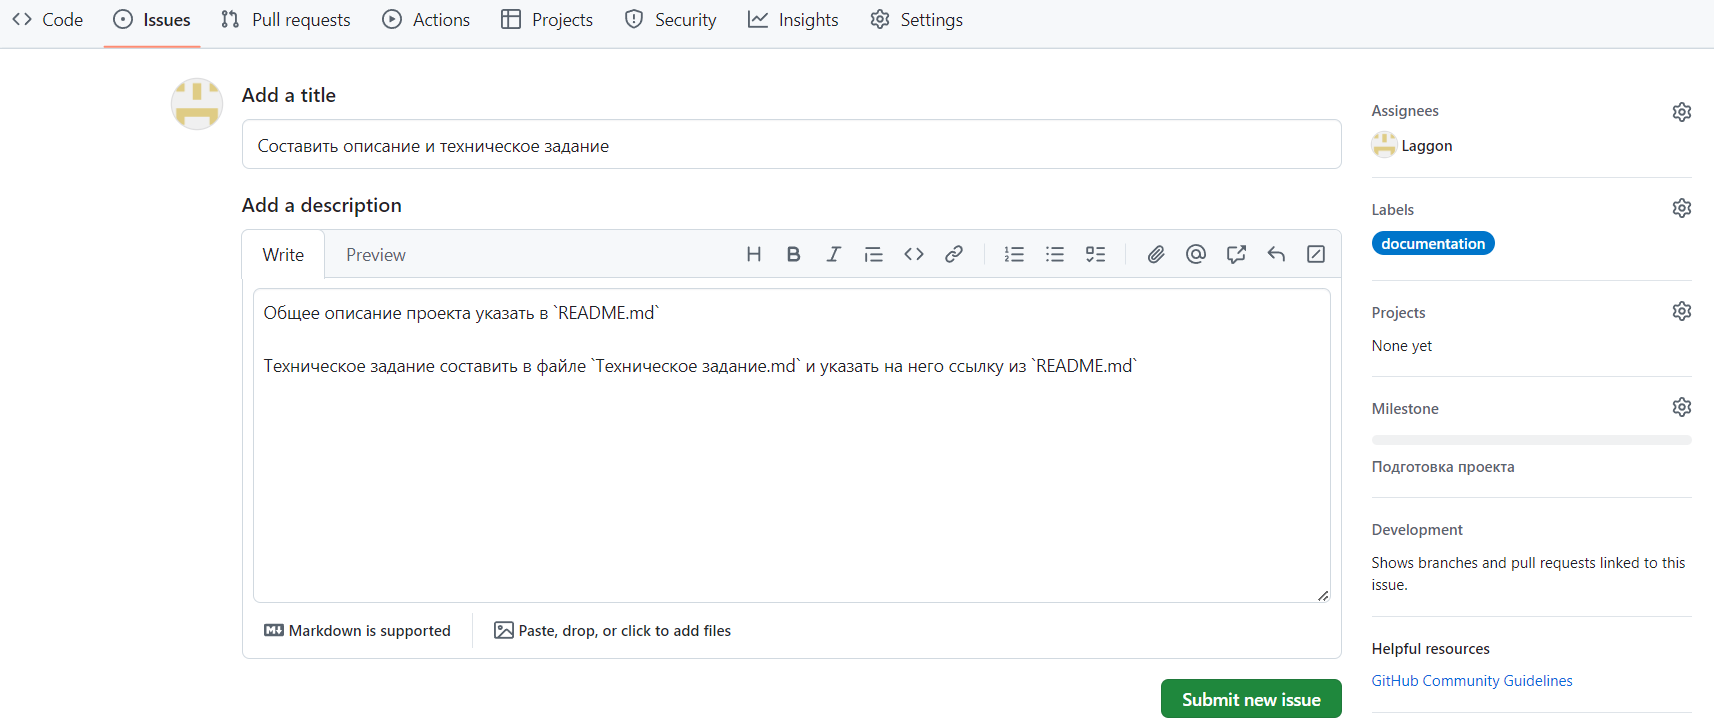 Code Issues Pull requests Actions Projects Security Insights Settings
Add a title
Составить описание и техническое задание
Add a description
Write Preview
Общее описание проекта указать в `README.md`
Техническое задание составить в файле `Техническое задание.md` и указать на него ссылку из `README.md`
Markdown is supported
Paste, drop, or click to add files
Submit new issue
Assignees
Laggon
Labels
documentation
Projects
None yet
Milestone
Подготовка проекта
Development
Shows branches and pull requests linked to this
issue.
Helpful resources
GitHub Community Guidelines